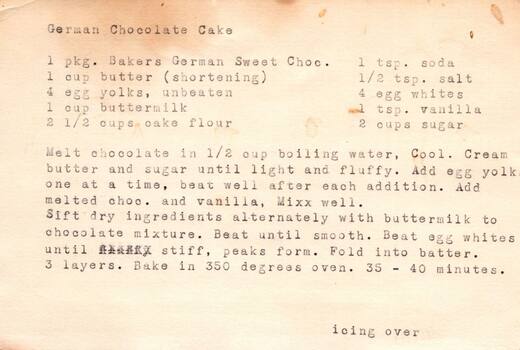 German Chocolate Cake
1 pkg. Bakers German Sweet Choc. 1 tsp. soda
1 cup butter (shortening) 1/2 tsp. salt
4 egg yolks, unbeaten 4 egg whites
1 cup buttermilk 1 tsp. vanilla
2 1/2 cups cake flour 2 cups sugar
Melt chocolate in 1/2 cup boiling water, Cool. Cream
butter and sugar until light and fluffy. Add egg yolk
one at a time, beat well after each addition. Add
melted choc. and vanilla, Mixx well.
Sift dry ingredients alternately with buttermilk to
chocolate mixture. Beat until smooth. Beat egg whites
until stiff, peaks form. Fold into batter.
3 layers. Bake in 350 degrees oven. 35 - 40 minutes.
icing over